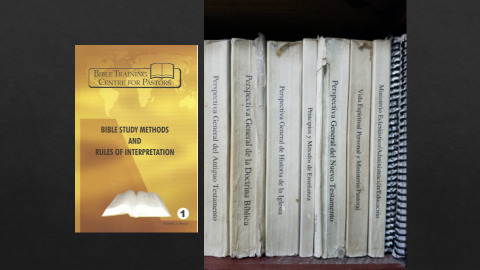 BIBLE TRAINING
CENTRE FOR PASTORS
BIBLE STUDY METHODS
AND
RULES OF INTERPRETATION
1
Perspectiva General del Antiguo Testamento
Perspectiva General de la Doctrina Bíblica
Perspectiva General de Historia de la Iglesia
Principios y Métodos de Enseñanza
Perspectiva General del Nuevo Testamento
Vida Espiritual Personal y Ministerio Pastoral